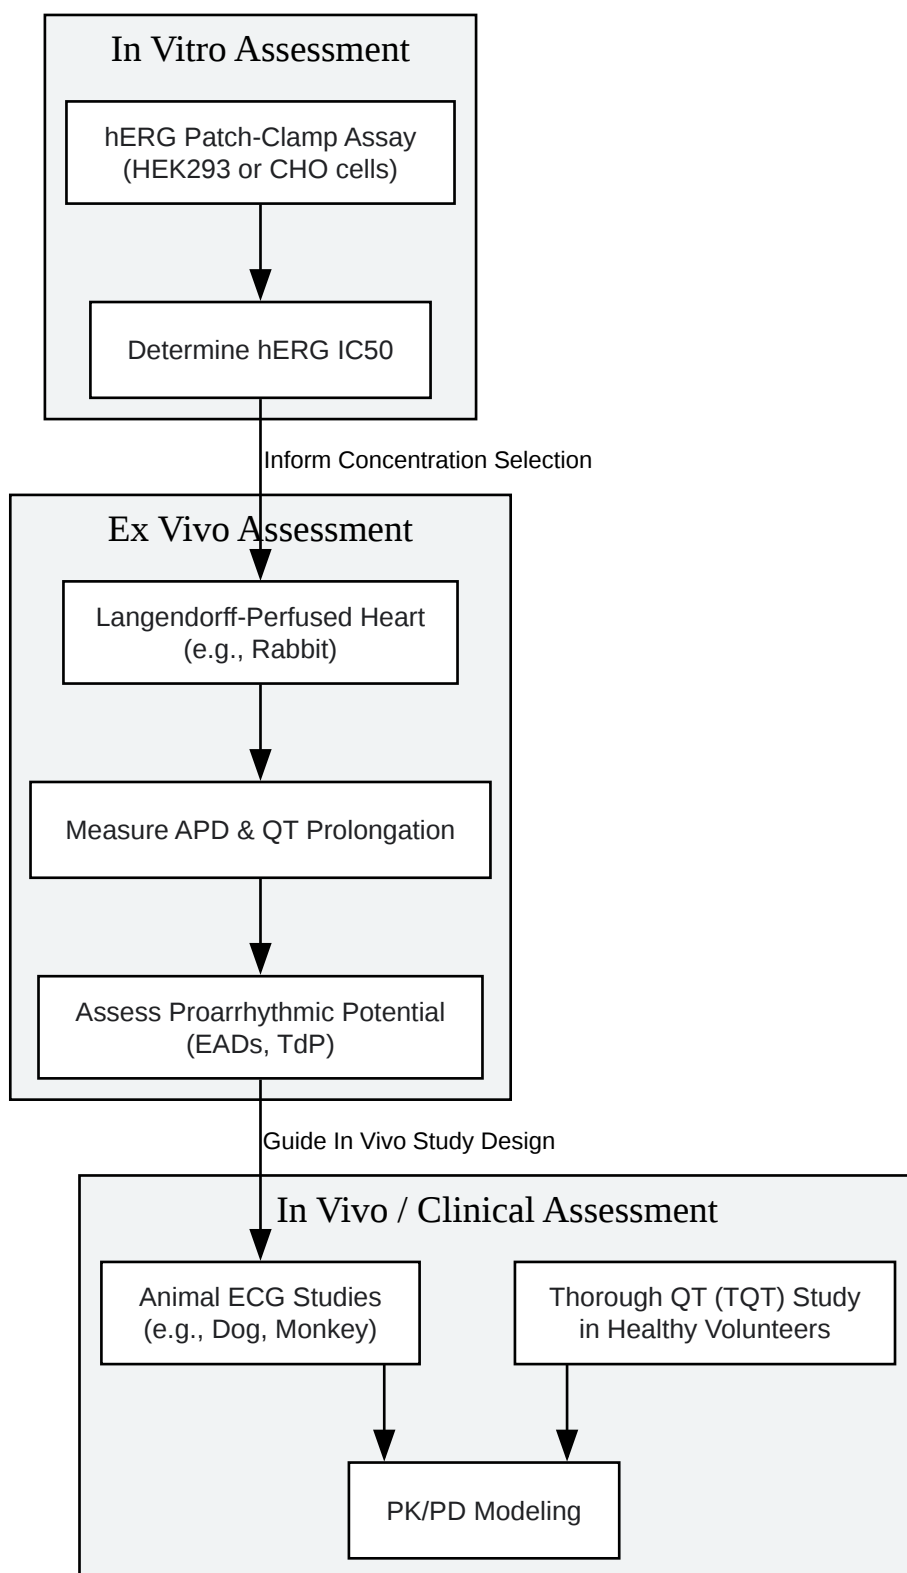 In Vitro Assessment
hERG Patch-Clamp Assay
(HEK293 or CHO cells)
Determine hERG IC50
Inform Concentration Selection
Ex Vivo Assessment
Langendorff-Perfused Heart
(e.g., Rabbit)
Measure APD & QT Prolongation
Assess Proarrhythmic Potential
(EADs, TdP)
Guide In Vivo Study Design
In Vivo / Clinical Assessment
Animal ECG Studies
(e.g., Dog, Monkey)
Thorough QT (TQT) Study
in Healthy Volunteers
PK/PD Modeling